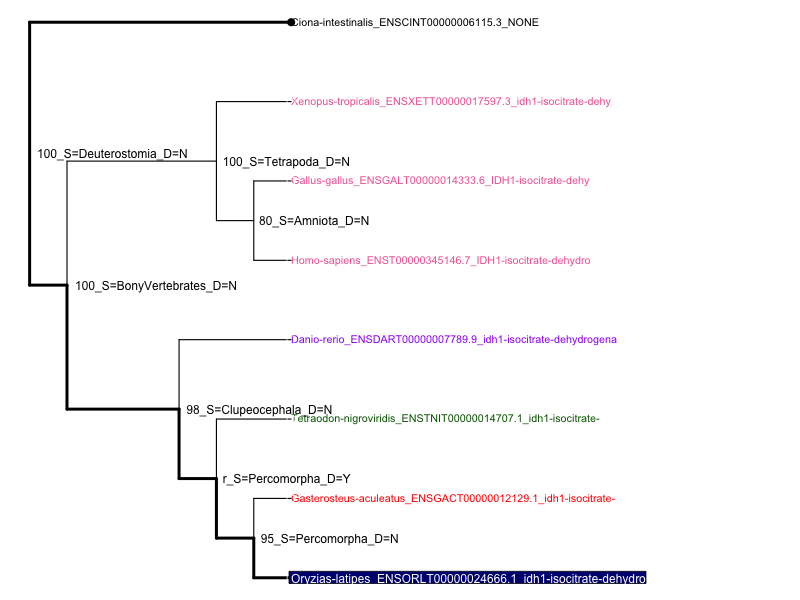 Ciona-intestinalis_ENSCINT00000006115.3_NONE
Xenopus-tropicalis_ENSXETT00000017597.3_idh1-isocitrate-dehy
100_S=Deuterostomia_D=N
100_S=Tetrapoda_D=N
Gallus-gallus_ENSGALT00000014333.6_IDH1-isocitrate-dehy
80_S=Amniota_D=N
Homo-sapiens_ENST00000345146.7_IDH1-isocitrate-dehydro
100_S=BonyVertebrates_D=N
Danio-rerio_ENSDART00000007789.9_idh1-isocitrate-dehydrogena
98_S=Clupeocephala_D=N
Tetraodon-nigroviridis_ENSTNIT00000014707.1_idh1-isocitrate-
r_S=Percomorpha_D=Y
Gasterosteus-aculeatus_ENSGACT00000012129.1_idh1-isocitrate-
95_S=Percomorpha_D=N
Oryzias-latipes_ENSORLT00000024666.1_idh1-isocitrate-dehydro